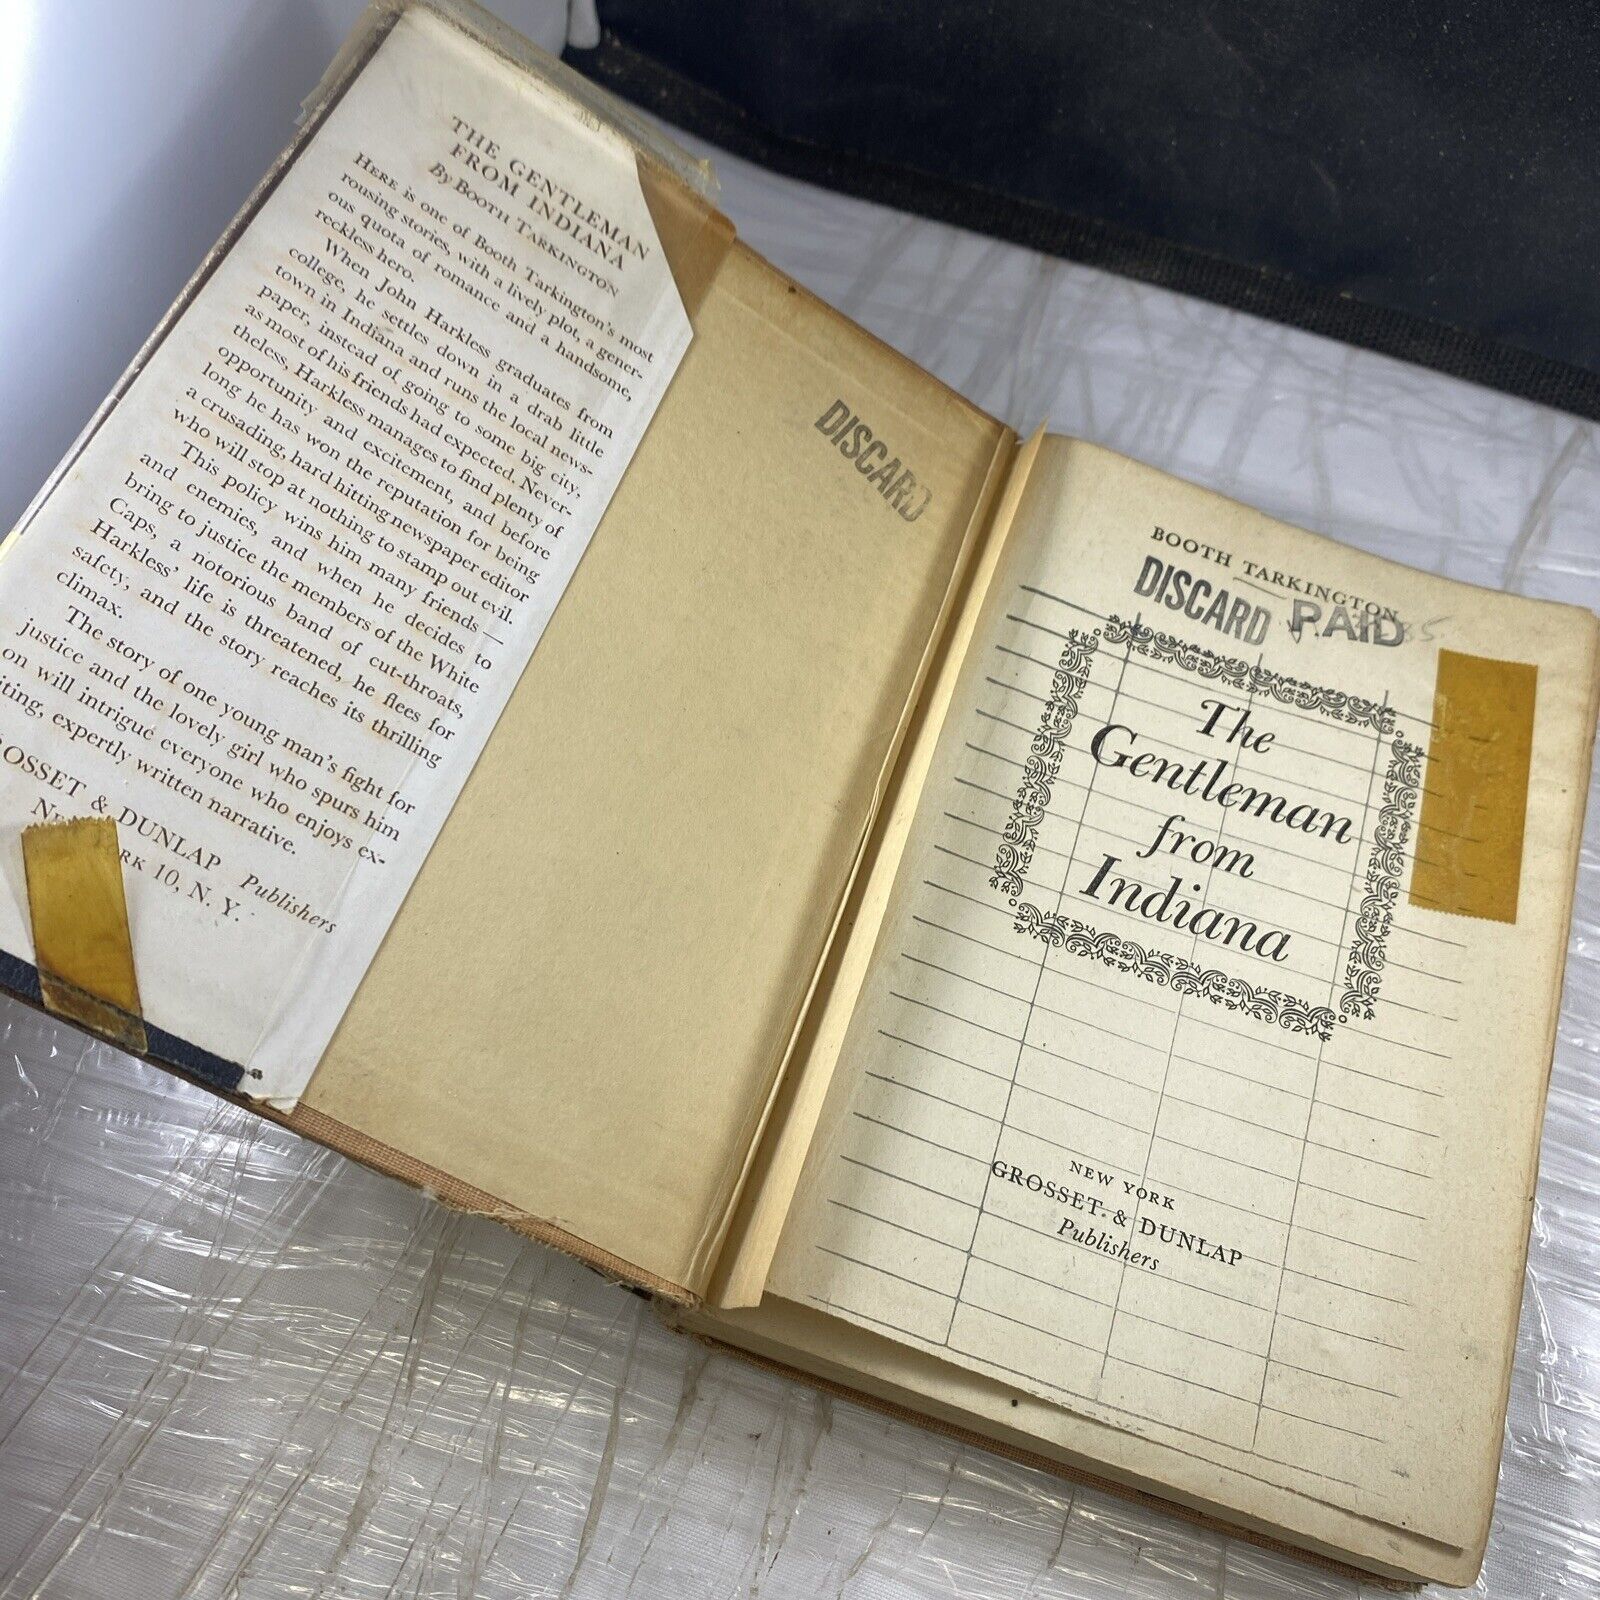 THE GENTLEMAN
FROM INDIANA
By BOOTH TARKINGTON
HERE is one of Booth Tarkington's most
rousing stories, with a lively plot, a gener-
ous quota of romance and a handsome,
reckless hero.
When John Harkless graduates from
college, he settles down in a drab little
town in Indiana and runs the local news-
paper, instead of going to some big city,
as most of his friends had expected. Never-
theless, Harkless manages to find plenty of
opportunity and excitement, and before
long he has won the reputation for being
a crusading, hard hitting newspaper editor
who will stop at nothing to stamp out evil.
This policy wins him many friends —
and enemies, and when he decides to
bring to justice the members of the White
Caps, a notorious band of cut-throats,
Harkless' life is threatened, he flees for
safety, and the story reaches its thrilling
climax.
The story of one young man's fight for
justice and the lovely girl who spurs him
on will intrigue everyone who enjoys ex-
iting, expertly written narrative.
OSSET & DUNLAP Publishers
RK 10, N. Y.
DISCARD
BOOTH TARKINGTON
DISCARD PAID
The
Gentleman
from
Indiana
NEW YORK
GROSSET & DUNLAP
Publishers